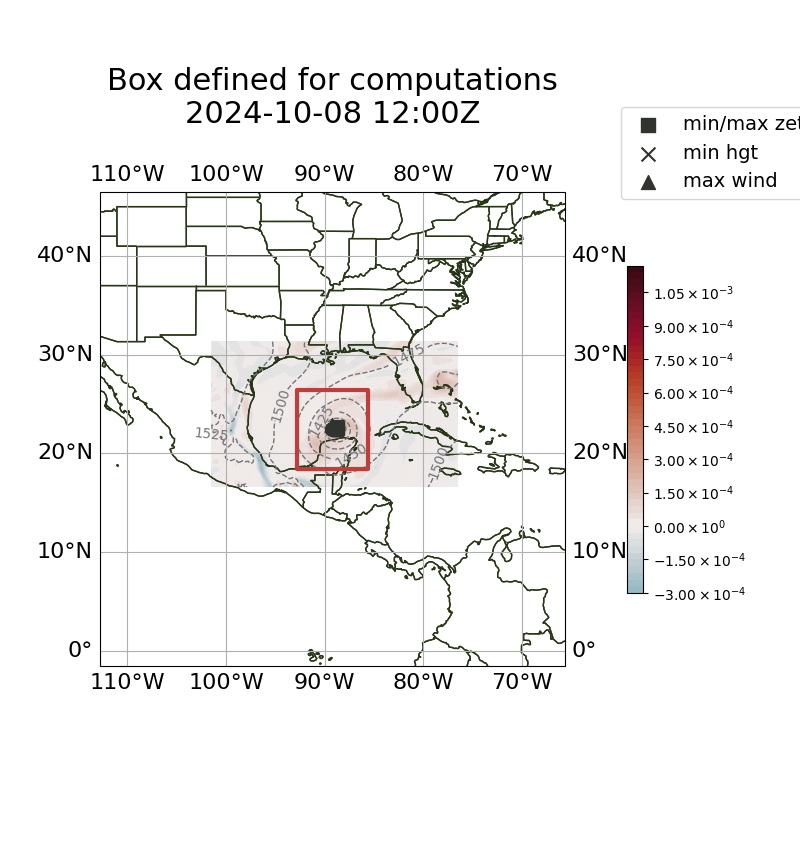 Box defined for computations
2024-10-08 12:00Z
min/max zet
min hgt
max wind
110°W 100°W 90°W 80°W 70°W
40°N 40°N
30°N 30°N
20°N 20°N
10°N 10°N
0° 0°
110°W 100°W 90°W 80°W 70°W
1475
1500
1425
1525
1450
1500
1.05 × 10⁻³
9.00 × 10⁻⁴
7.50 × 10⁻⁴
6.00 × 10⁻⁴
4.50 × 10⁻⁴
3.00 × 10⁻⁴
1.50 × 10⁻⁴
0.00 × 10⁰
−1.50 × 10⁻⁴
−3.00 × 10⁻⁴